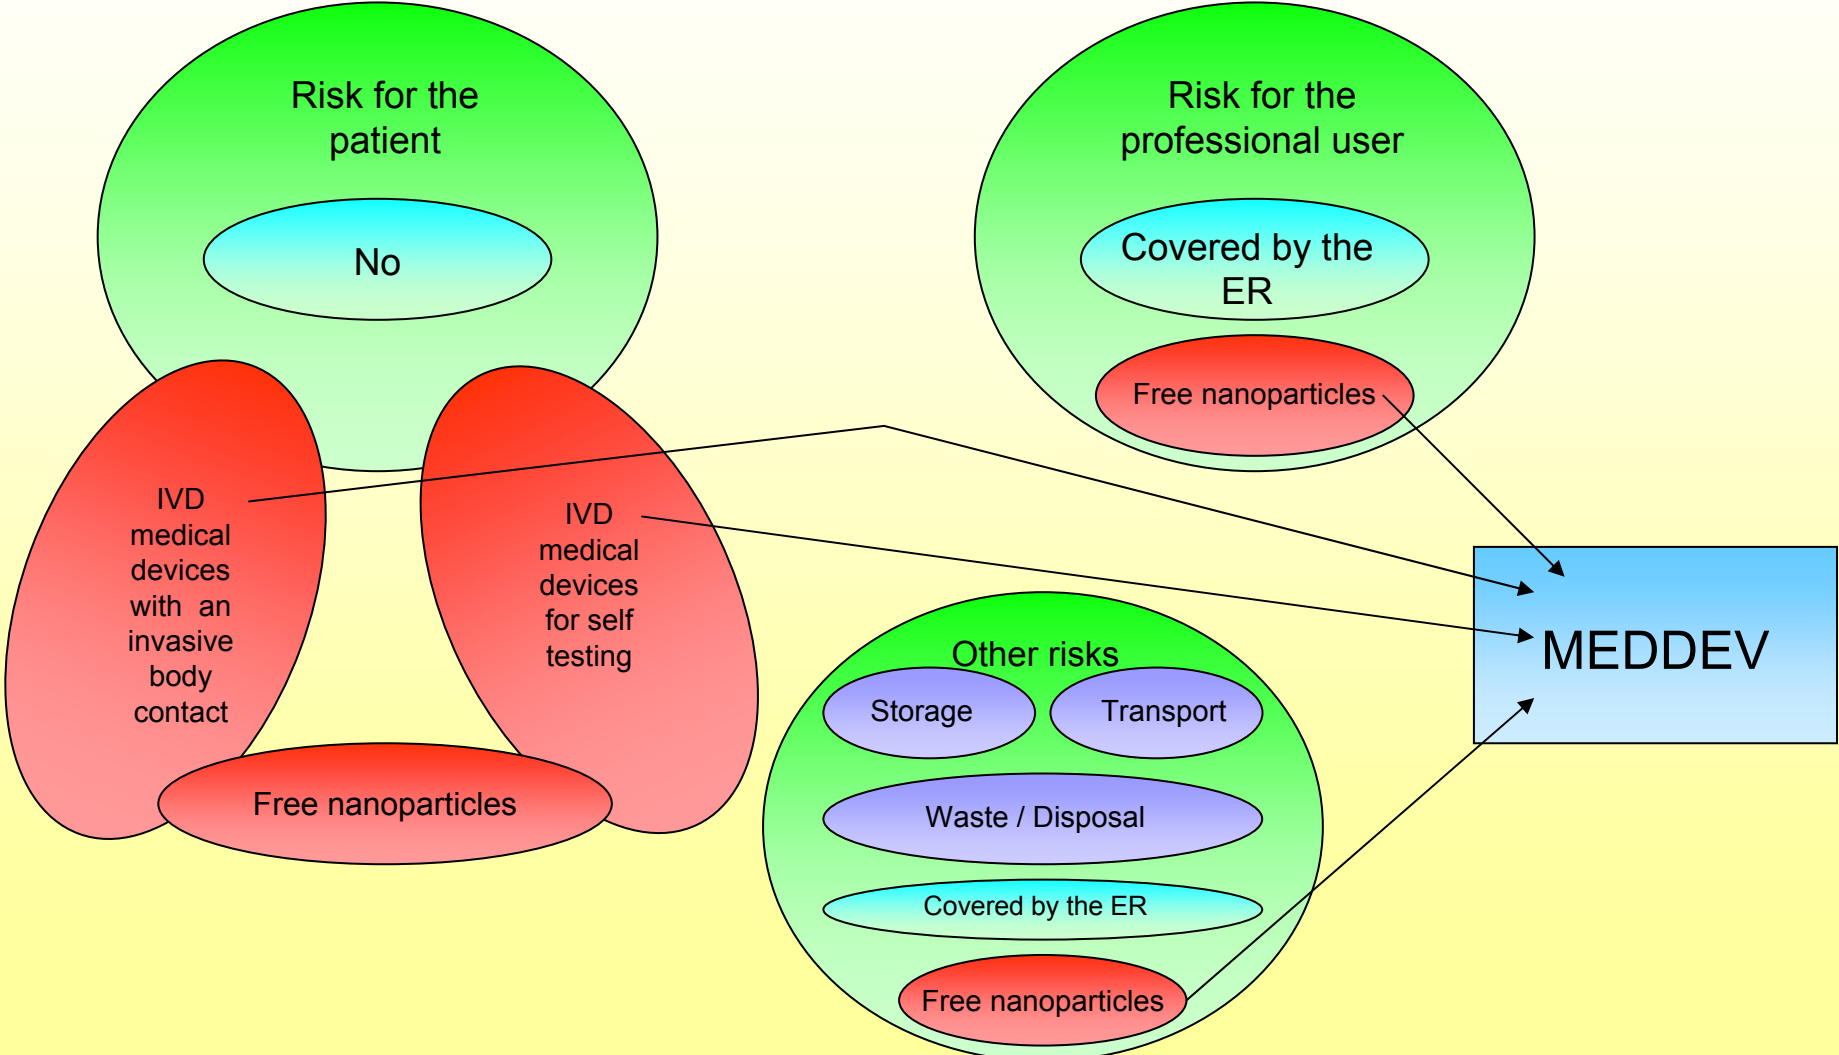 Risk for the
patient
No
Risk for the
professional user
Covered by the
ER
Free nanoparticles
IVD
medical
devices
with an
invasive
body
contact
IVD
medical
devices
for self
testing
Free nanoparticles
Other risks
Storage
Transport
Waste / Disposal
Covered by the ER
Free nanoparticles
MEDDEV